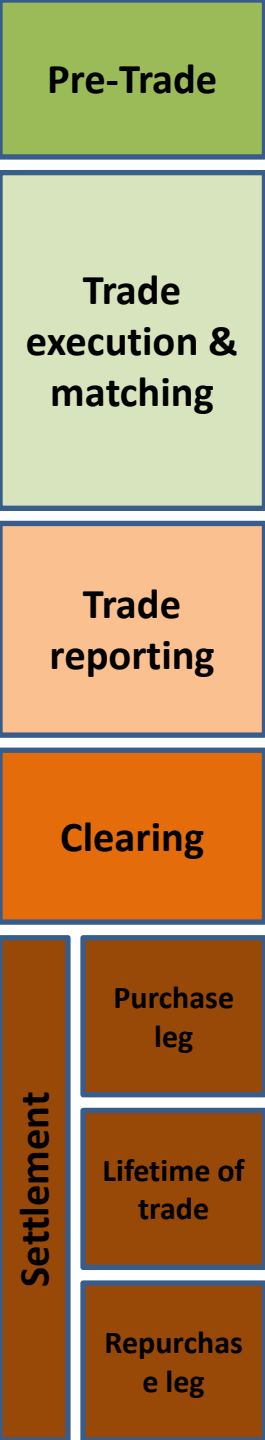 Pre-Trade
Trade
execution &
matching
Trade
reporting
Clearing
Settlement
Purchase
leg
Lifetime of
trade
Repurchas
e leg